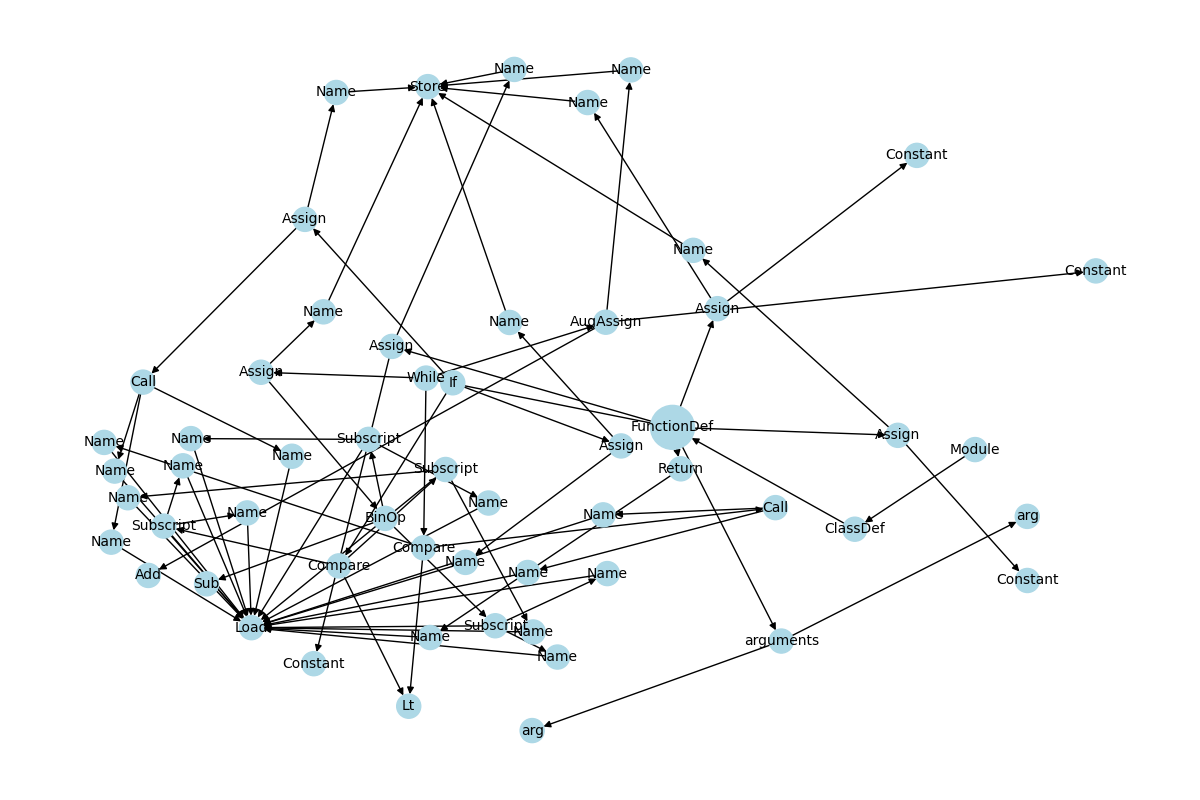 Name
Name
Store
Name
Name
Constant
Assign
Name
Constant
Assign
Name
Name
AugAssign
Assign
Assign
While
If
Call
FunctionDef
Assign
Name
Name
Subscript
Assign
Module
Name
Name
Name
Subscript
Return
Name
Name
Call
Name
BinOp
Name
arg
Subscript
ClassDef
Name
Compare
Compare
Name
Name
Name
Add
Sub
Constant
Load
Subscript
Name
Name
arguments
Name
Constant
Lt
arg